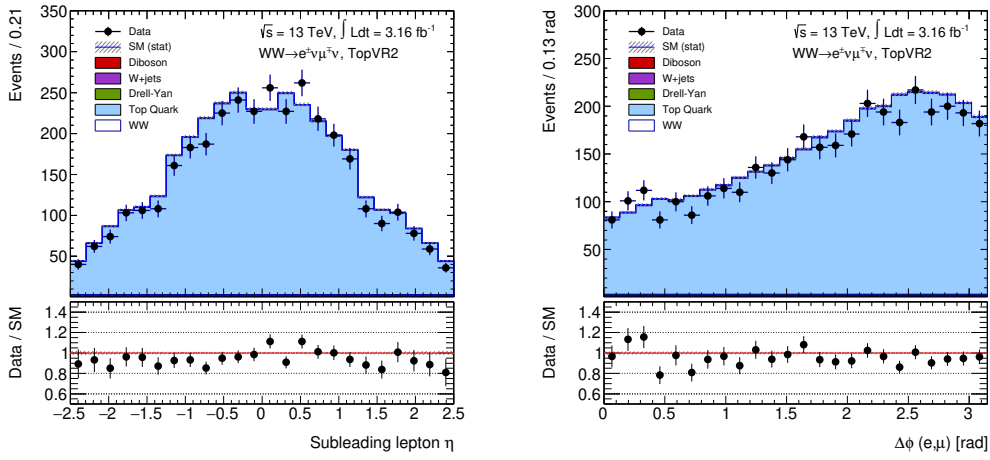 Events / 0.21
350
300
250
200
150
100
50
Data
SM (stat)
Diboson
W+jets
Drell-Yan
Top Quark
WW
√s = 13 TeV, ∫ Ldt = 3.16 fb⁻¹
WW→e±νμ∓ν, TopVR2
Data / SM
1.4
1.2
1
0.8
0.6
−2.5 −2 −1.5 −1 −0.5 0 0.5 1 1.5 2 2.5
Subleading lepton η
Events / 0.13 rad
300
250
200
150
100
50
0
Data
SM (stat)
Diboson
W+jets
Drell-Yan
Top Quark
WW
√s = 13 TeV, ∫ Ldt = 3.16 fb⁻¹
WW→e±νμ∓ν, TopVR2
Data / SM
1.4
1.2
1
0.8
0.6
0 0.5 1 1.5 2 2.5 3
Δϕ (e,μ) [rad]